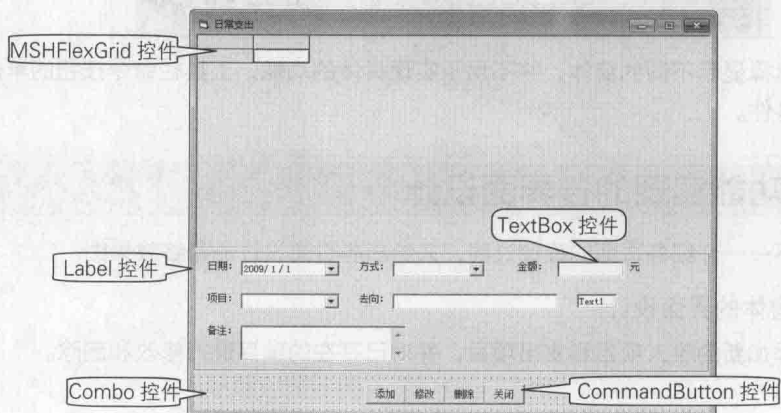 日常支出
MSHFlexGrid 控件
TextBox 控件
Label 控件
日期: 2009/ 1 / 1 方式: 金额: 元
项目: 去向: Text1
备注:
Combo 控件
添加 修改 删除 关闭
CommandButton 控件